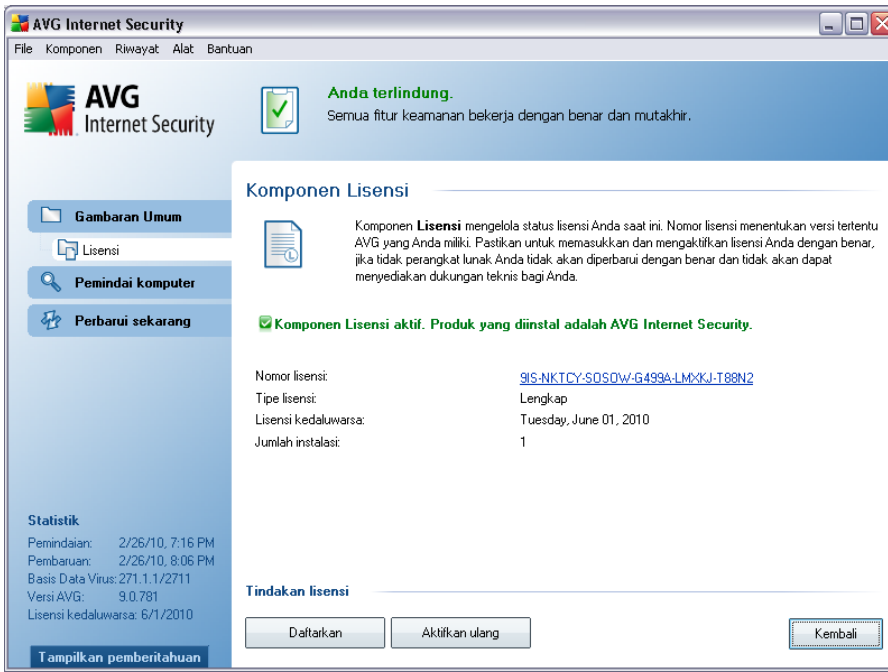 AVG Internet Security
File Komponen Riwayat Alat Bantuan
AVG
Internet Security
Anda terlindung.
Semua fitur keamanan bekerja dengan benar dan mutakhir.
Gambaran Umum
Lisensi
Pemindai komputer
Perbarui sekarang
Komponen Lisensi
Komponen Lisensi mengelola status lisensi Anda saat ini. Nomor lisensi menentukan versi tertentu
AVG yang Anda miliki. Pastikan untuk memasukkan dan mengaktifkan lisensi Anda dengan benar,
jika tidak perangkat lunak Anda tidak akan diperbarui dengan benar dan tidak akan dapat
menyediakan dukungan teknis bagi Anda.
Komponen Lisensi aktif. Produk yang diinstal adalah AVG Internet Security.
Nomor lisensi: 9IS-NKTCY-SOSOW-G499A-LMXKJ-T88N2
Tipe lisensi: Lengkap
Lisensi kedaluwarsa: Tuesday, June 01, 2010
Jumlah instalasi: 1
Statistik
Pemindaian: 2/26/10, 7:16 PM
Pembaruan: 2/26/10, 8:06 PM
Basis Data Virus: 271.1.1/2711
Versi AVG: 9.0.781
Lisensi kedaluwarsa: 6/1/2010
Tampilkan pemberitahuan
Tindakan lisensi
Daftarkan
Aktifkan ulang
Kembali